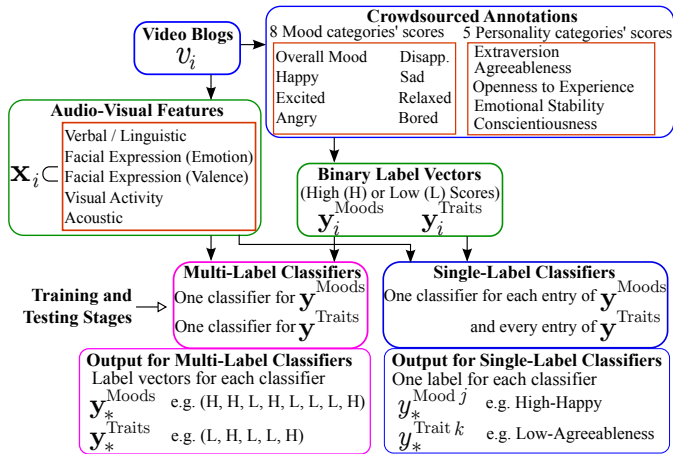 Video Blogs
v_i
Crowdsourced Annotations
8 Mood categories' scores
5 Personality categories' scores
Overall Mood Disapp.
Happy Sad
Excited Relaxed
Angry Bored
Extraversion
Agreeableness
Openness to Experience
Emotional Stability
Conscientiousness
Audio-Visual Features
x_i ⊂
Verbal / Linguistic
Facial Expression (Emotion)
Facial Expression (Valence)
Visual Activity
Acoustic
Binary Label Vectors
(High (H) or Low (L) Scores)
y_i^Moods y_i^Traits
Training and
Testing Stages
Multi-Label Classifiers
One classifier for y^Moods
One classifier for y^Traits
Single-Label Classifiers
One classifier for each entry of y^Moods
and every entry of y^Traits
Output for Multi-Label Classifiers
Label vectors for each classifier
y_*^Moods e.g. (H, H, L, H, L, L, L, H)
y_*^Traits e.g. (L, H, L, L, H)
Output for Single-Label Classifiers
One label for each classifier
y_*^Mood j e.g. High-Happy
y_*^Trait k e.g. Low-Agreeableness